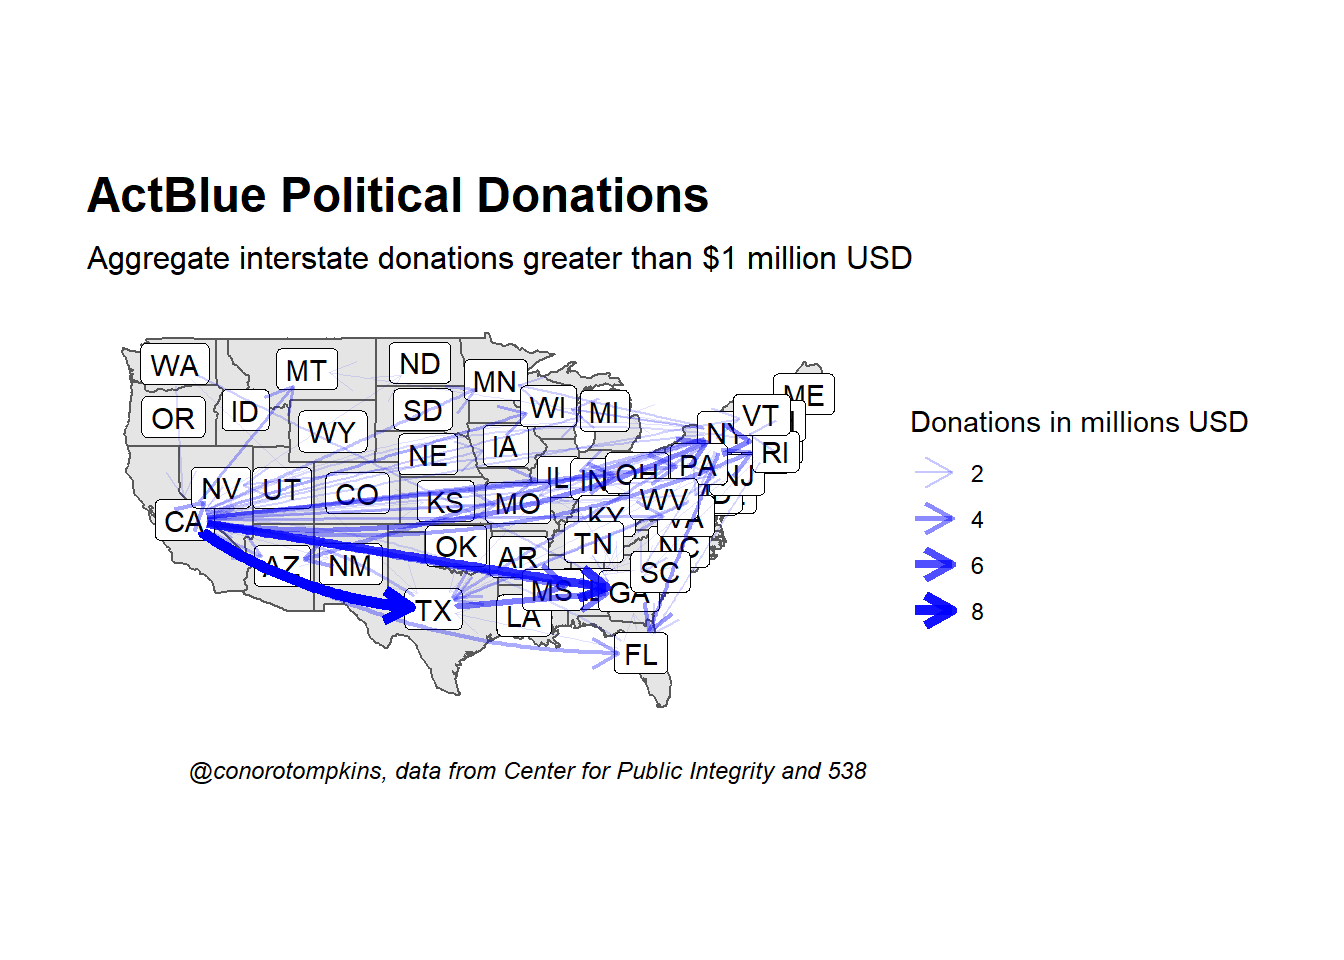 ActBlue Political Donations
Aggregate interstate donations greater than $1 million USD
WA
MT
ND
MN
ME
OR
ID
SD
WI
MI
VT
WY
NY
NE
IA
RI
NV
UT
CO
KS
MO
IL
IN
OH
PA
NJ
WV
CA
KY
VA
AZ
NM
OK
AR
TN
NC
SC
TX
LA
MS
GA
FL
Donations in millions USD
2
4
6
8
@conorotompkins, data from Center for Public Integrity and 538